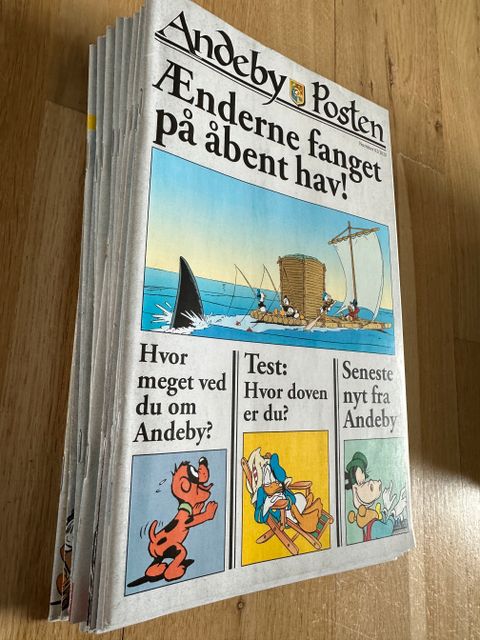 Andeby Posten
Ænderne fanget
på åbent hav!
Hvor
meget ved
du om
Andeby?
Test:
Hvor doven
er du?
Seneste
nyt fra
Andeby